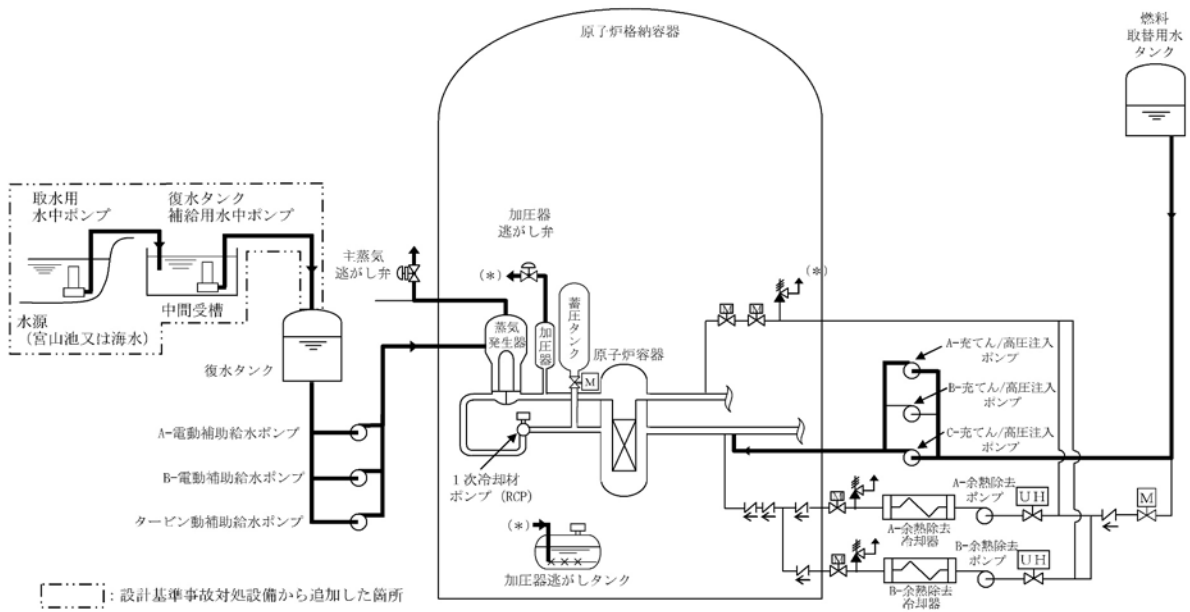 原子炉格納容器
燃料
取替用水
タンク
取水用
水中ポンプ
復水タンク
補給用水中ポンプ
水源
(宮山池又は海水)
中間受槽
復水タンク
主蒸気
逃がし弁
加圧器
逃がし弁
(*)
蒸気
発生器
加圧器
蓄圧タンク
M
原子炉容器
1次冷却材
ポンプ(RCP)
(*)
加圧器逃がしタンク
A-電動補助給水ポンプ
B-電動補助給水ポンプ
タービン動補助給水ポンプ
M
M
(*)
A-充てん/高圧注入
ポンプ
B-充てん/高圧注入
ポンプ
C-充てん/高圧注入
ポンプ
M
A-余熱除去
冷却器
A-余熱除去
ポンプ
UH
M
M
B-余熱除去
冷却器
B-余熱除去
ポンプ
UH
:設計基準事故対処設備から追加した箇所